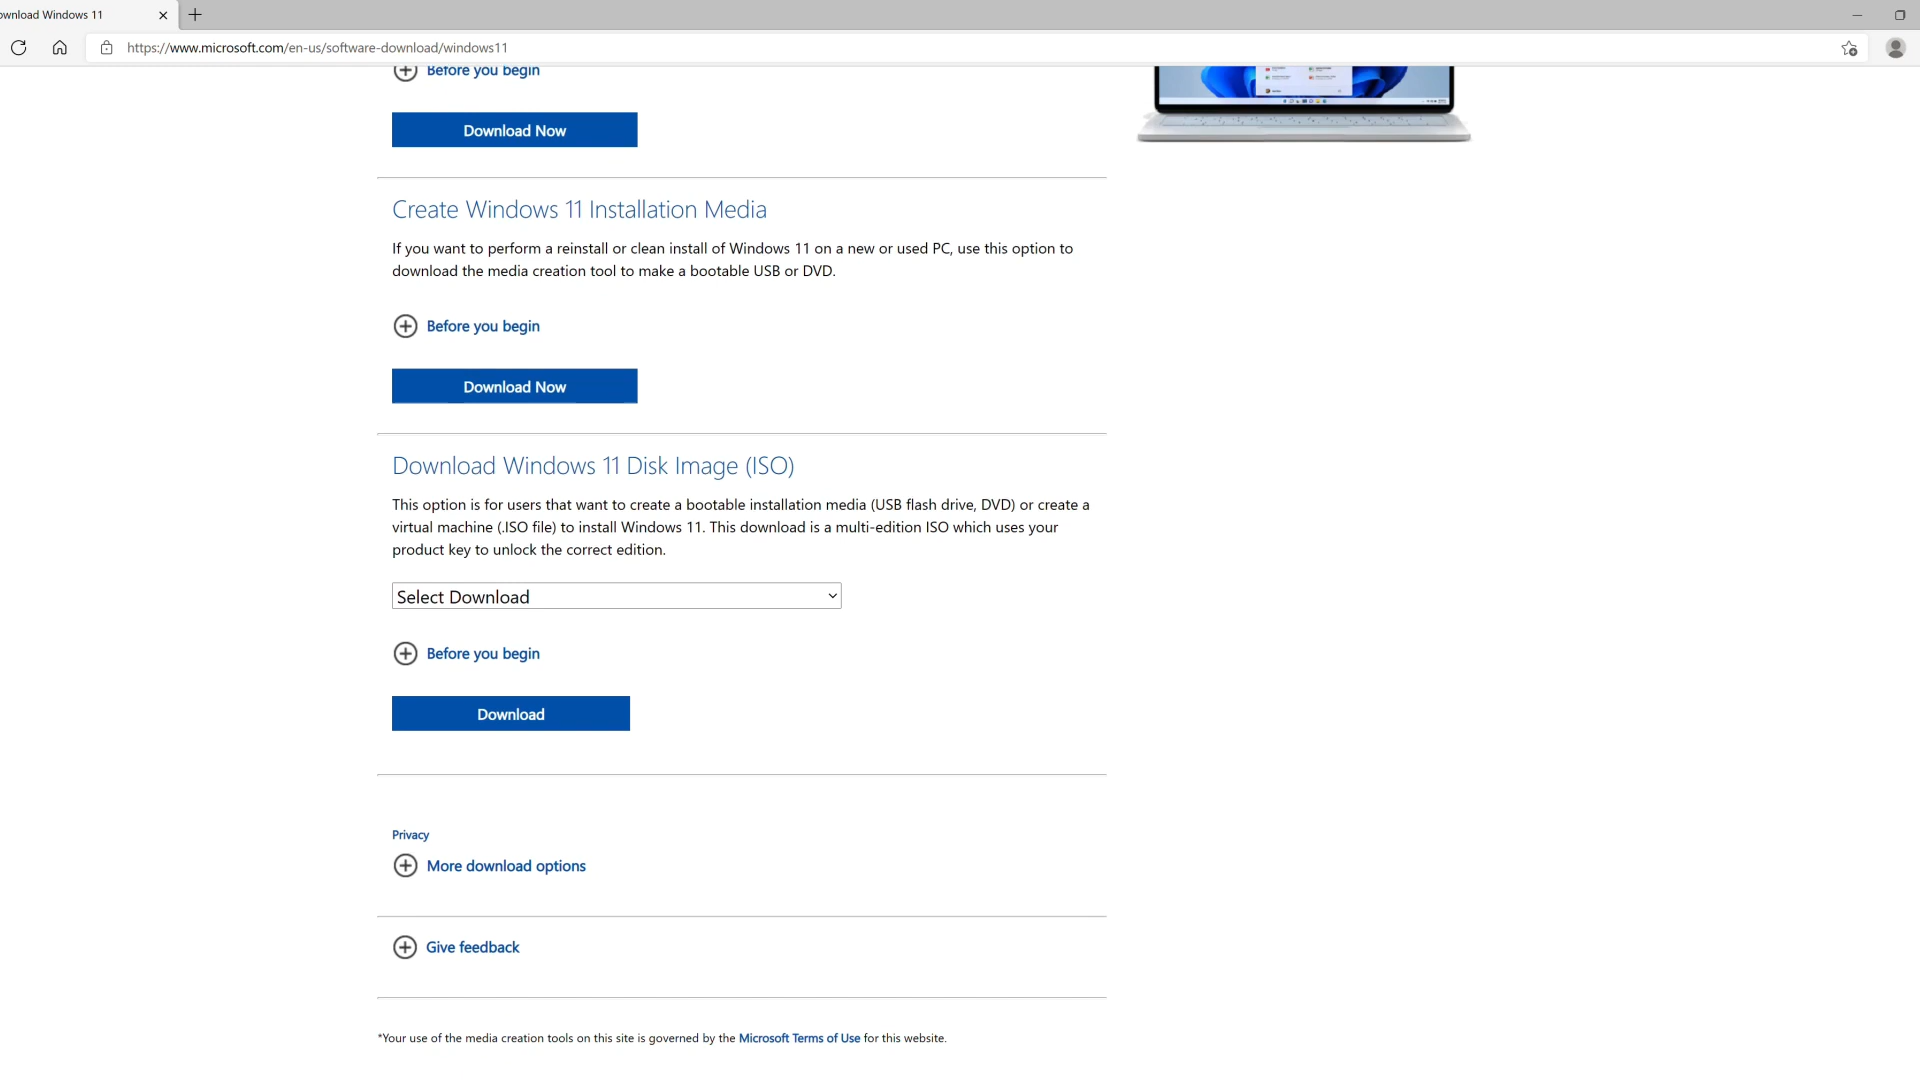 ownload Windows 11
https://www.microsoft.com/en-us/software-download/windows11
Before you begin
Download Now
Create Windows 11 Installation Media
If you want to perform a reinstall or clean install of Windows 11 on a new or used PC, use this option to
download the media creation tool to make a bootable USB or DVD.
Before you begin
Download Now
Download Windows 11 Disk Image (ISO)
This option is for users that want to create a bootable installation media (USB flash drive, DVD) or create a
virtual machine (.ISO file) to install Windows 11. This download is a multi-edition ISO which uses your
product key to unlock the correct edition.
Select Download
Before you begin
Download
Privacy
More download options
Give feedback
*Your use of the media creation tools on this site is governed by the Microsoft Terms of Use for this website.